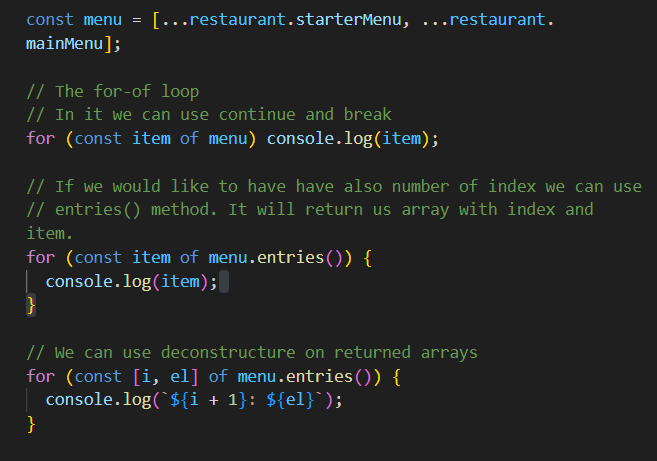 const menu = [...restaurant.starterMenu, ...restaurant.
mainMenu];
// The for-of loop
// In it we can use continue and break
for (const item of menu) console.log(item);
// If we would like to have have also number of index we can use
// entries() method. It will return us array with index and
item.
for (const item of menu.entries()) {
  console.log(item);
}
// We can use deconstructure on returned arrays
for (const [i, el] of menu.entries()) {
  console.log(`${i + 1}: ${el}`);
}